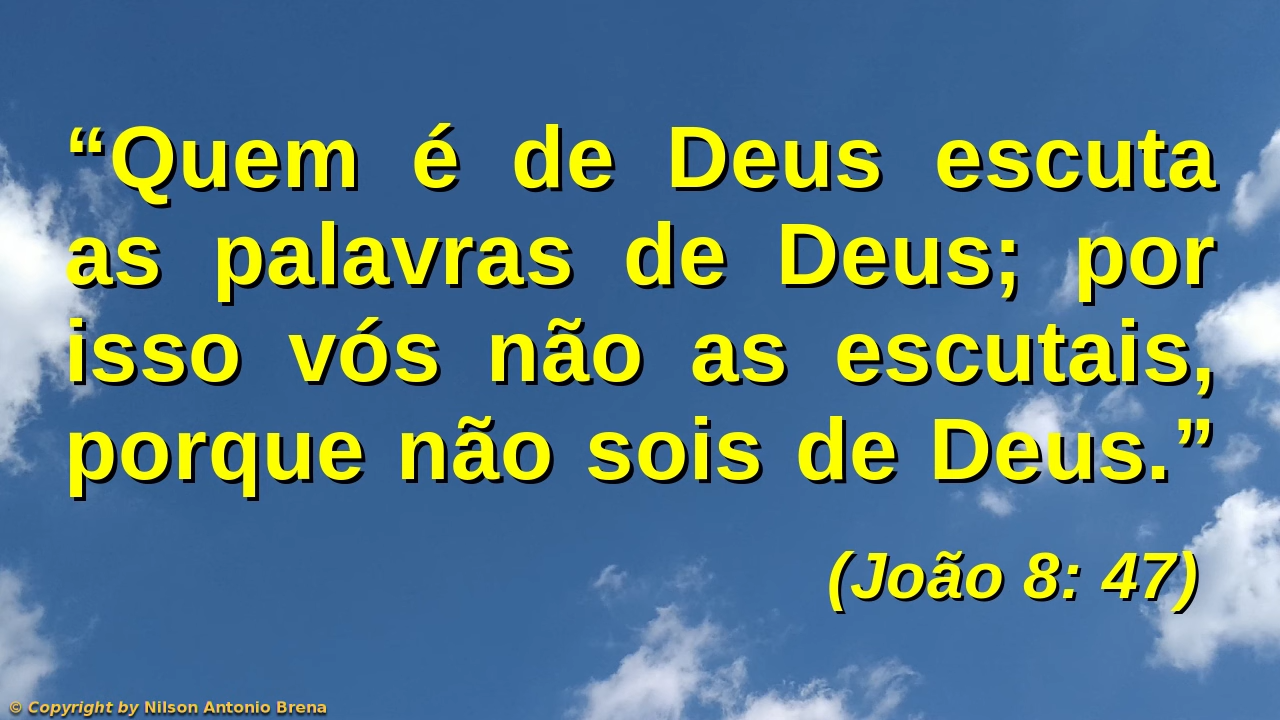 “Quem é de Deus escuta
as palavras de Deus; por
isso vós não as escutais,
porque não sois de Deus.”
(João 8: 47)
© Copyright by Nilson Antonio Brena